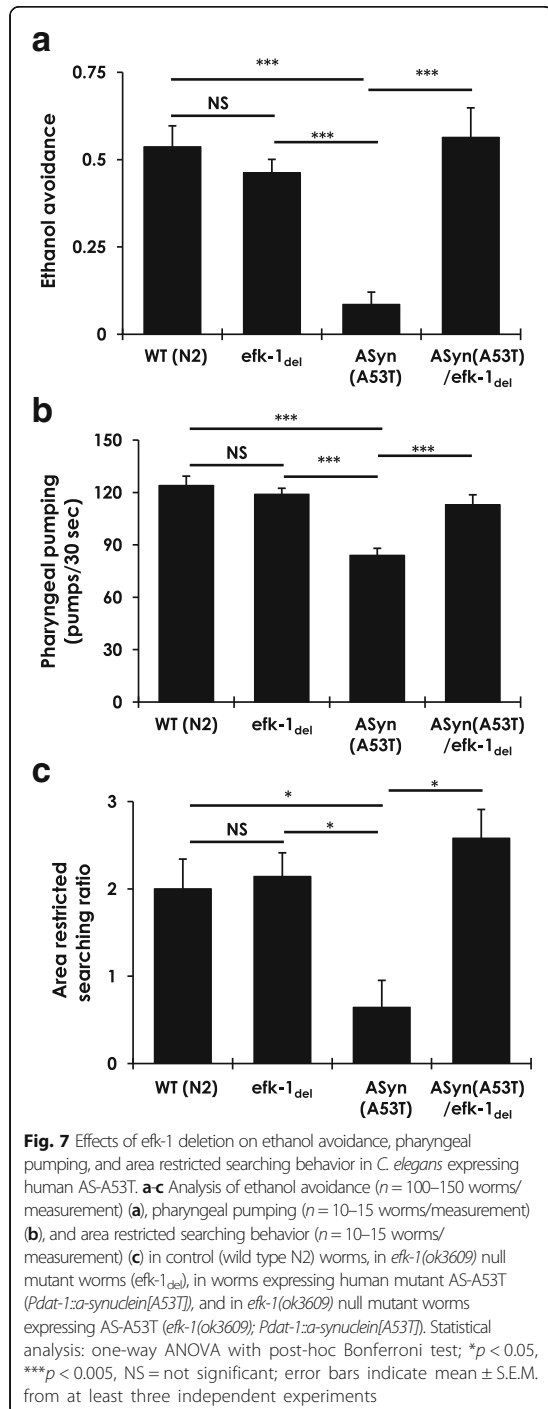 a
***
***
NS
***
0.75
0.5
0.25
0
Ethanol avoidance
WT (N2)
efk-1del
ASyn
(A53T)
ASyn(A53T)
/efk-1del
b
***
NS
***
***
150
120
90
60
30
0
Pharyngeal pumping
(pumps/30 sec)
WT (N2)
efk-1del
ASyn
(A53T)
ASyn(A53T)
/efk-1del
c
*
*
NS
*
3
2
1
0
Area restricted
searching ratio
WT (N2)
efk-1del
ASyn
(A53T)
ASyn(A53T)
/efk-1del
Fig. 7 Effects of efk-1 deletion on ethanol avoidance, pharyngeal
pumping, and area restricted searching behavior in C. elegans expressing
human AS-A53T. a-c Analysis of ethanol avoidance (n = 100–150 worms/
measurement) (a), pharyngeal pumping (n = 10–15 worms/measurement)
(b), and area restricted searching behavior (n = 10–15 worms/
measurement) (c) in control (wild type N2) worms, in efk-1(ok3609) null
mutant worms (efk-1del), in worms expressing human mutant AS-A53T
(Pdat-1::a-synuclein[A53T]), and in efk-1(ok3609) null mutant worms
expressing AS-A53T (efk-1(ok3609); Pdat-1::a-synuclein[A53T]). Statistical
analysis: one-way ANOVA with post-hoc Bonferroni test; *p < 0.05,
***p < 0.005, NS = not significant; error bars indicate mean ± S.E.M.
from at least three independent experiments